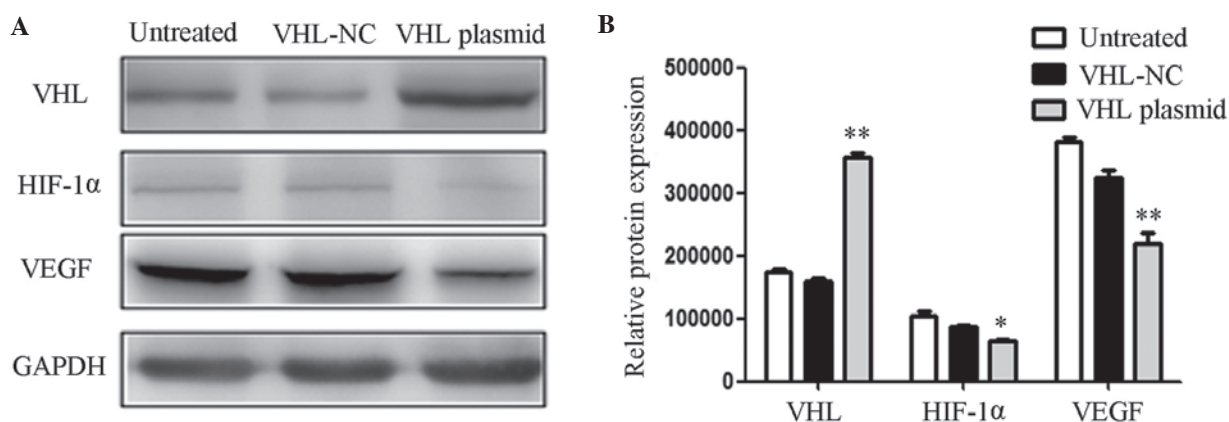 A
Untreated VHL-NC VHL plasmid
VHL
HIF-1α
VEGF
GAPDH
B
Untreated
VHL-NC
VHL plasmid
Relative protein expression
500000
400000
300000
200000
100000
0
**
*
**
VHL HIF-1α VEGF